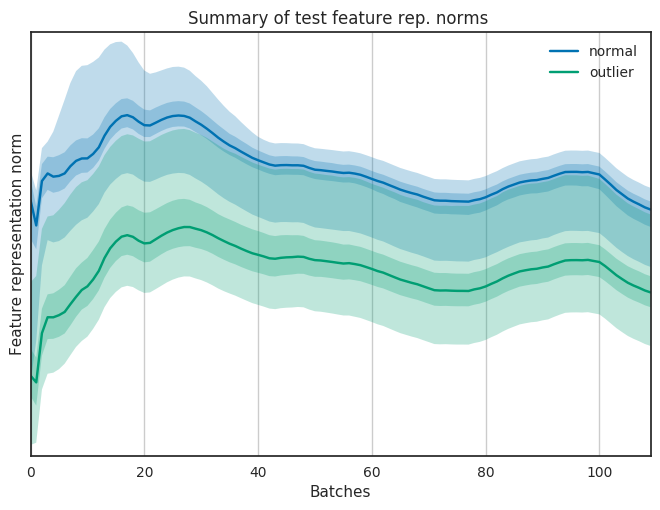 Summary of test feature rep. norms
normal
outlier
Feature representation norm
0 20 40 60 80 100
Batches